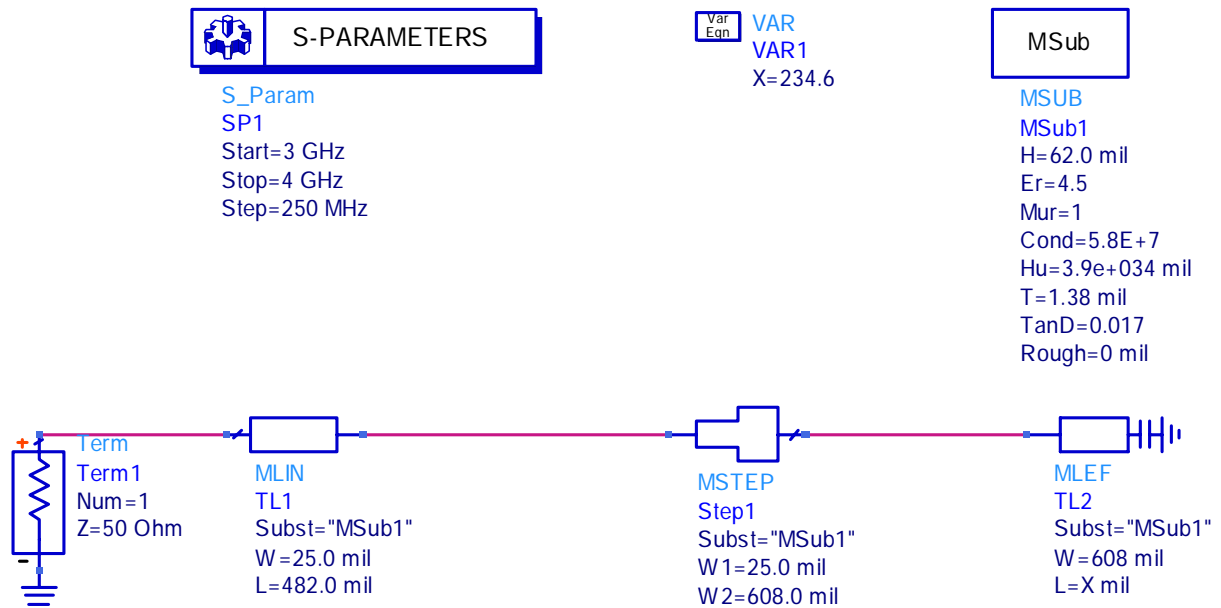 S-PARAMETERS
S_Param
SP1
Start=3 GHz
Stop=4 GHz
Step=250 MHz
Var
Eqn
VAR
VAR1
X=234.6
MSub
MSUB
MSub1
H=62.0 mil
Er=4.5
Mur=1
Cond=5.8E+7
Hu=3.9e+034 mil
T=1.38 mil
TanD=0.017
Rough=0 mil
+
-
Term
Term1
Num=1
Z=50 Ohm
MLIN
TL1
Subst="MSub1"
W=25.0 mil
L=482.0 mil
MSTEP
Step1
Subst="MSub1"
W1=25.0 mil
W2=608.0 mil
MLEF
TL2
Subst="MSub1"
W=608 mil
L=X mil